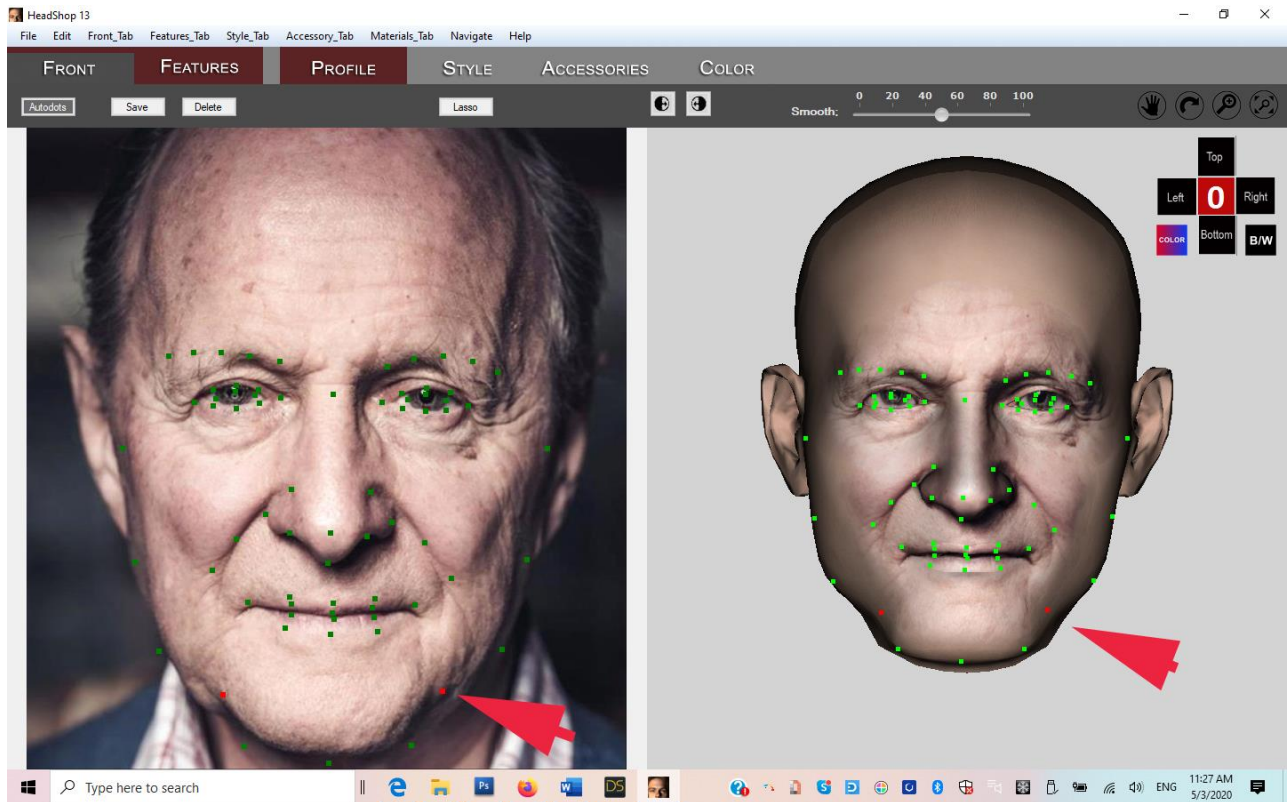 HeadShop 13
File Edit Front_Tab Features_Tab Style_Tab Accessory_Tab Materials_Tab Navigate Help
FRONT FEATURES PROFILE STYLE ACCESSORIES COLOR
Autodots Save Delete Lasso Smooth: 0 20 40 60 80 100
Top
Left 0 Right
COLOR Bottom B/W
Type here to search
Ps W DS S D ENG 11:27 AM
5/3/2020